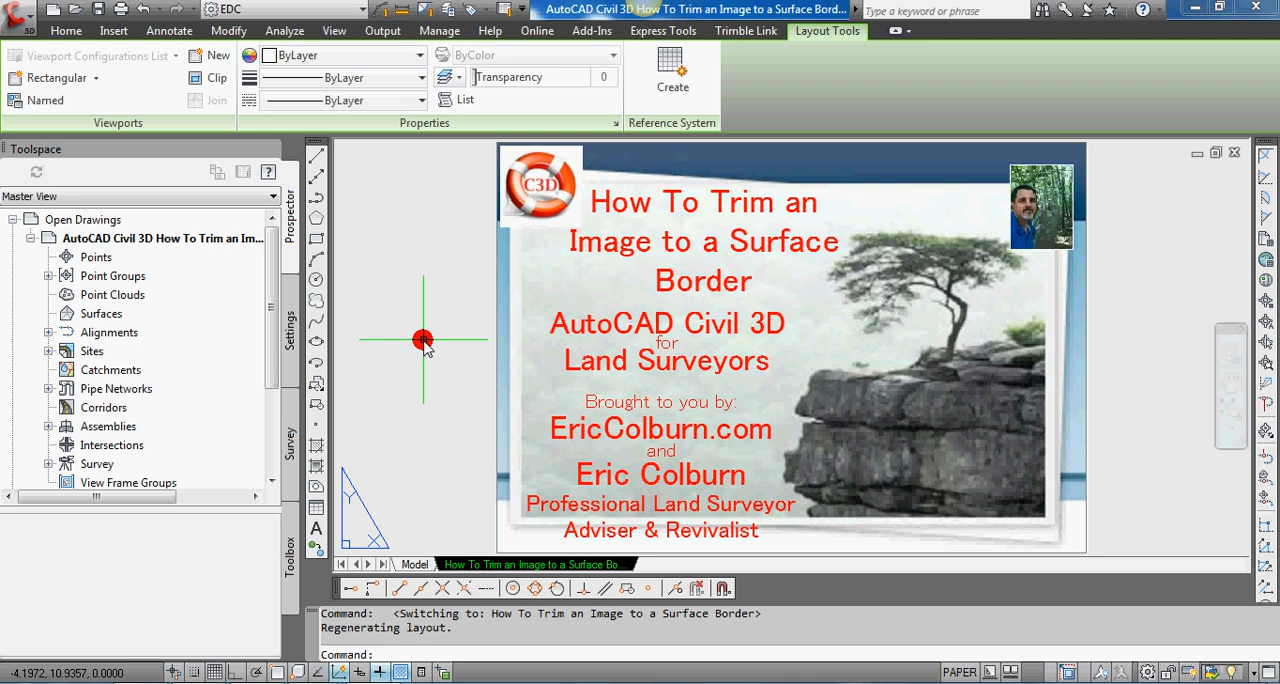 3D
EDC
AutoCAD Civil 3D How To Trim an Image to a Surface Bord...
Type a keyword or phrase
Home Insert Annotate Modify Analyze View Output Manage Help Online Add-Ins Express Tools Trimble Link Layout Tools
Viewport Configurations List New ByLayer ByColor
Rectangular Clip ByLayer Transparency 0 Create
Named Join ByLayer List
Viewports Properties Reference System
Toolspace
Master View
Open Drawings
AutoCAD Civil 3D How To Trim an Im...
Points
Point Groups
Point Clouds
Surfaces
Alignments
Sites
Catchments
Pipe Networks
Corridors
Assemblies
Intersections
Survey
View Frame Groups
Prospector
Settings
Survey
Toolbox
C3D
How To Trim an
Image to a Surface
Border
AutoCAD Civil 3D
for
Land Surveyors
Brought to you by:
EricColburn.com
and
Eric Colburn
Professional Land Surveyor
Adviser & Revivalist
Y
X
Model How To Trim an Image to a Surface Bo...
Command: <Switching to: How To Trim an Image to a Surface Border>
Regenerating layout.
Command:
-4.1972, 10.9357, 0.0000 PAPER